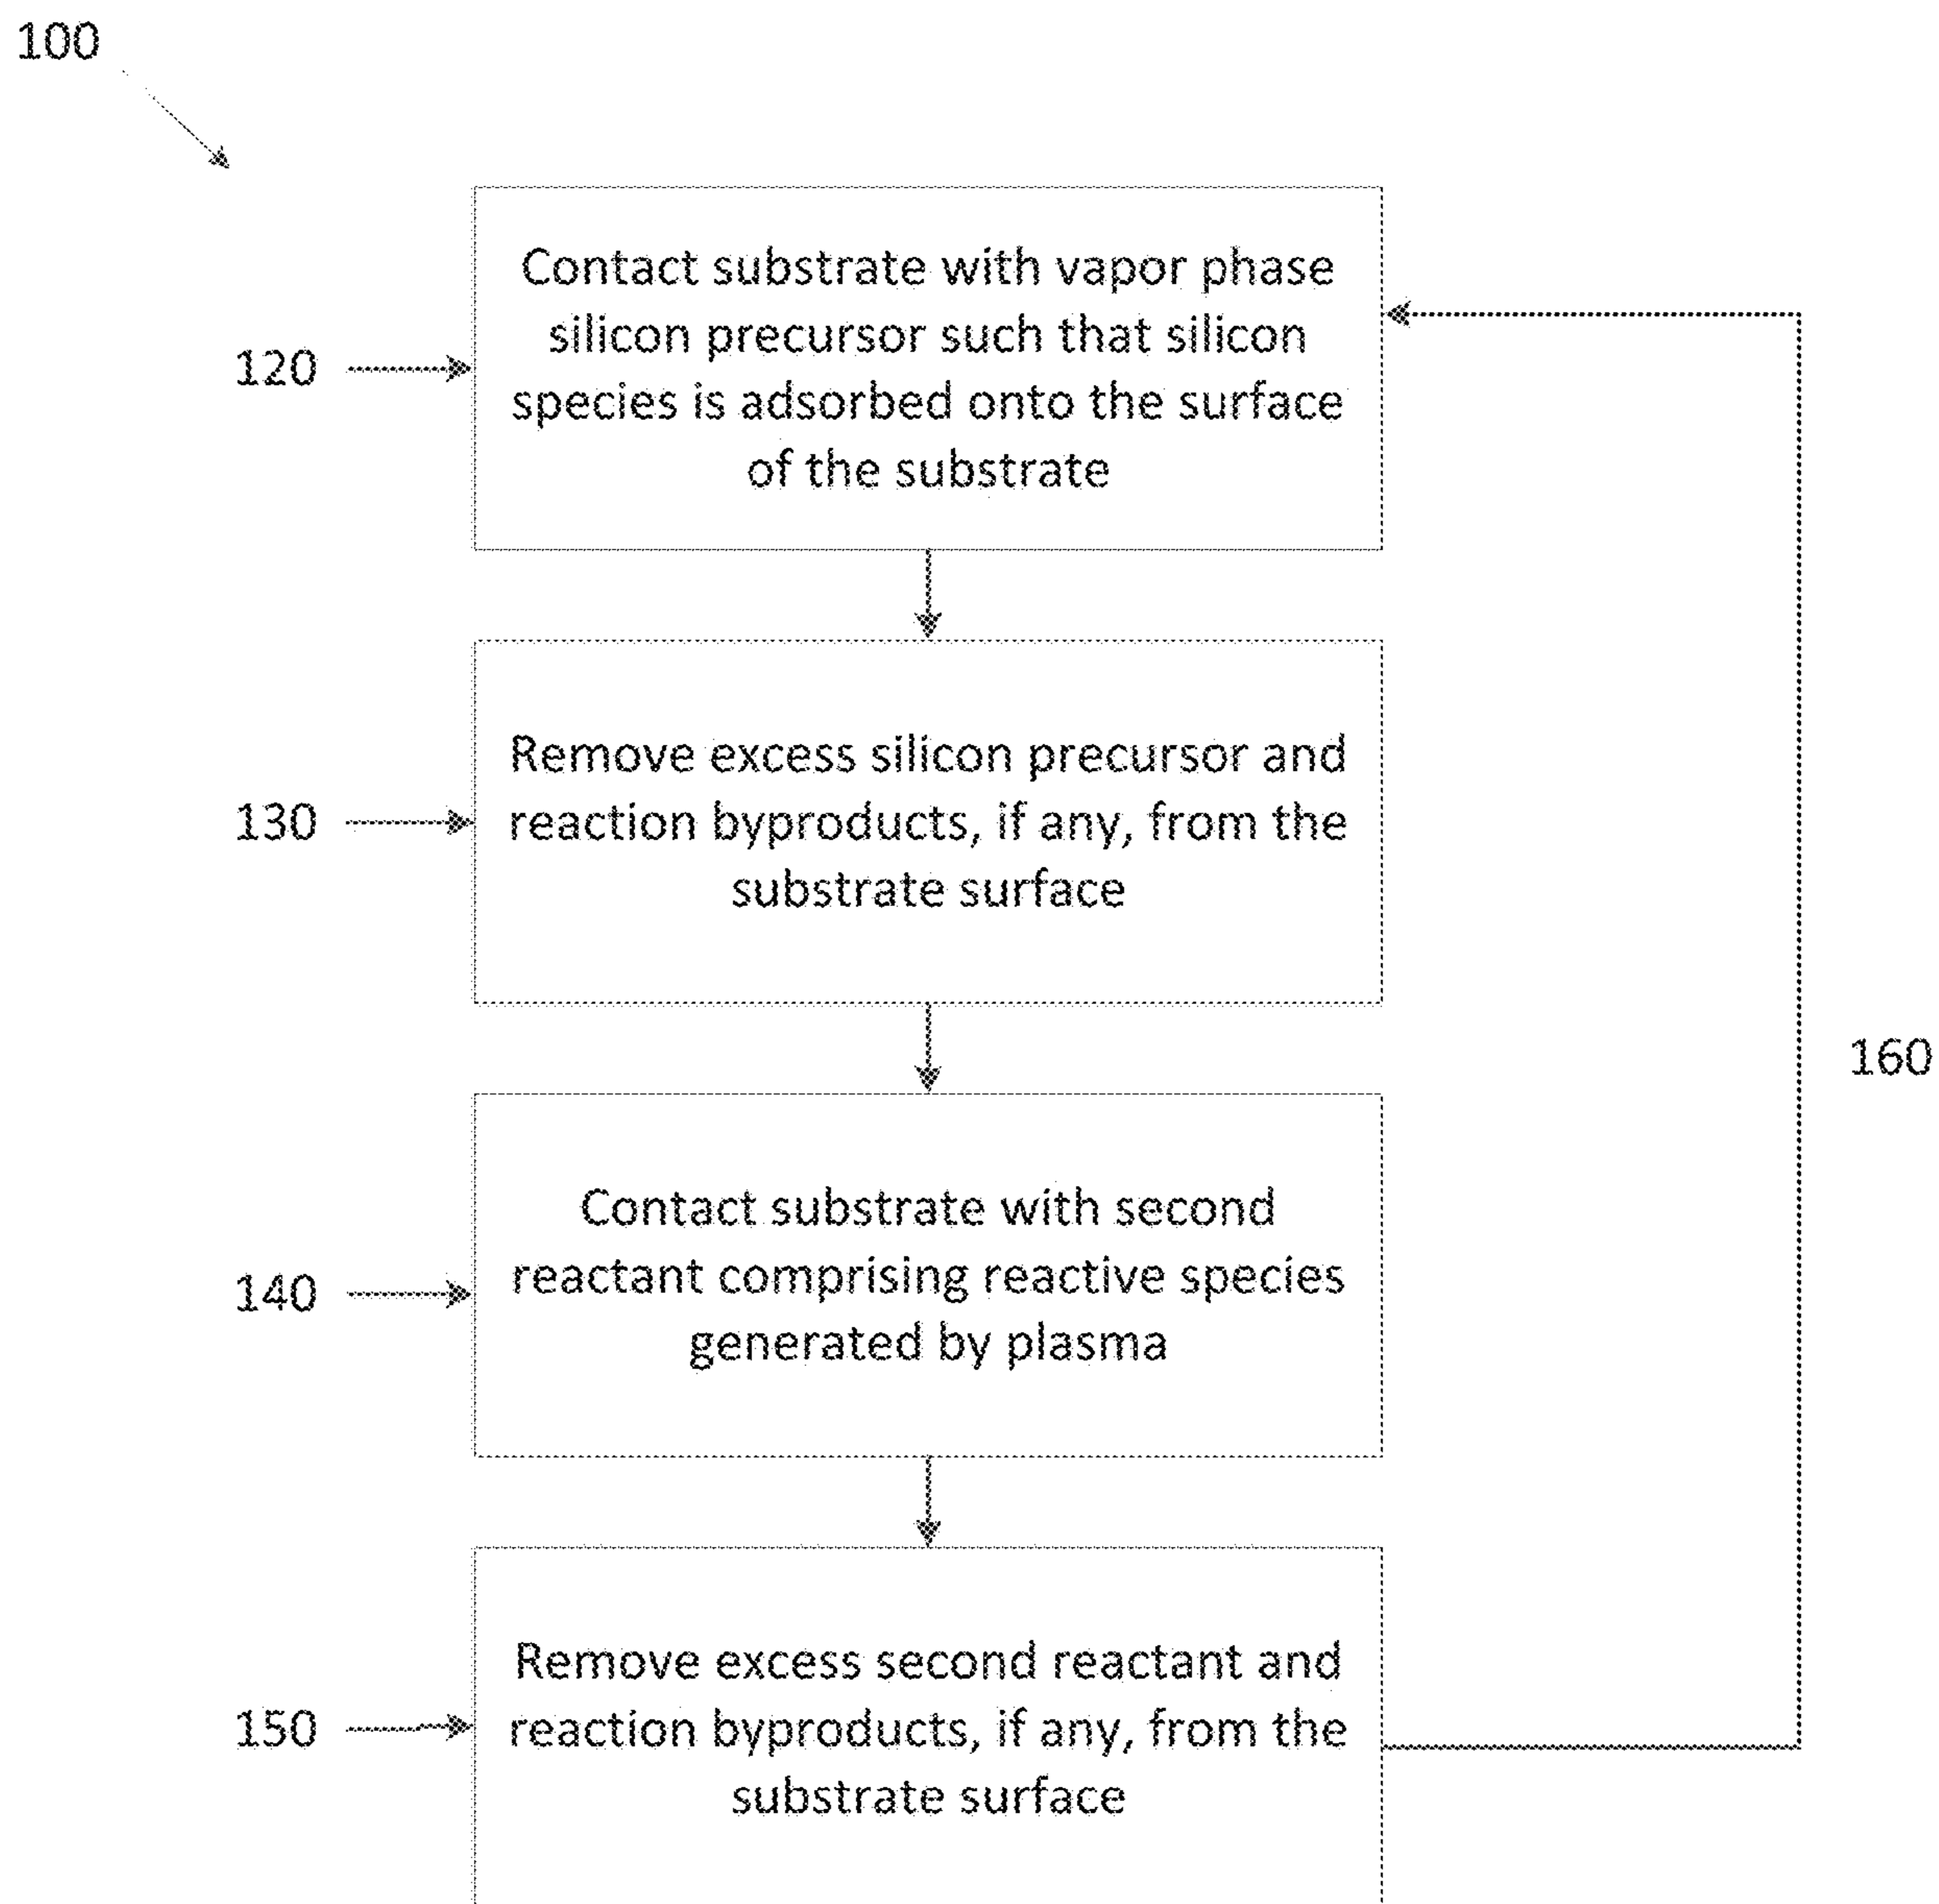 100
120
Contact substrate with vapor phase
silicon precursor such that silicon
species is adsorbed onto the surface
of the substrate
130
Remove excess silicon precursor and
reaction byproducts, if any, from the
substrate surface
140
Contact substrate with second
reactant comprising reactive species
generated by plasma
150
Remove excess second reactant and
reaction byproducts, if any, from the
substrate surface
160